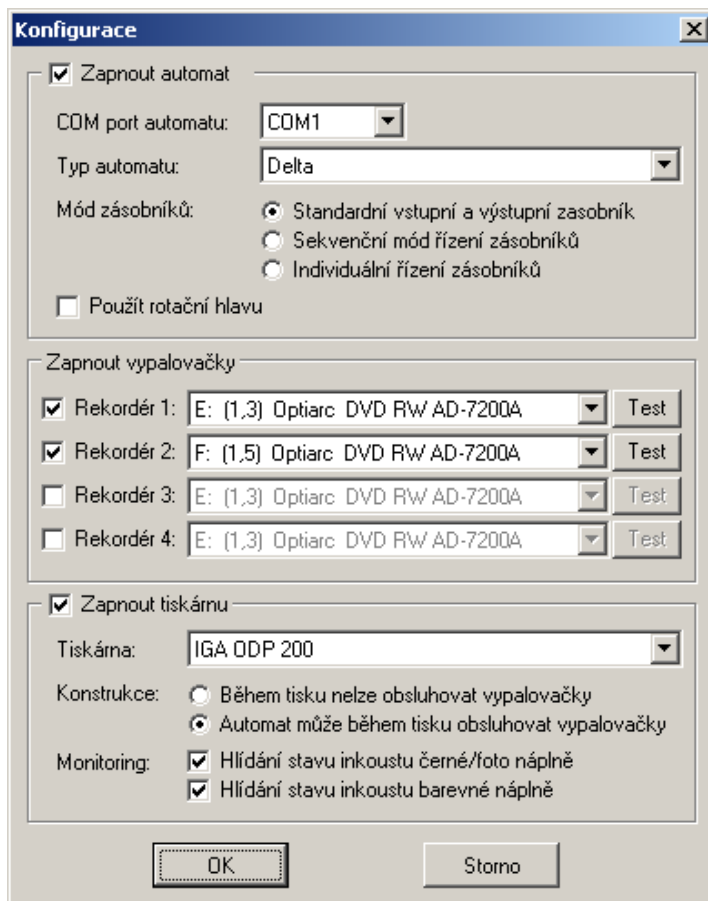 Konfigurace
Zapnout automat
COM port automatu: COM1
Typ automatu: Delta
Mód zásobníků: Standardní vstupní a výstupní zasobník
Sekvenční mód řízení zásobníků
Individuální řízení zásobníků
Použít rotační hlavu
Zapnout vypalovačky
Rekordér 1: E: (1,3) Optiarc DVD RW AD-7200A Test
Rekordér 2: F: (1,5) Optiarc DVD RW AD-7200A Test
Rekordér 3: E: (1,3) Optiarc DVD RW AD-7200A Test
Rekordér 4: E: (1,3) Optiarc DVD RW AD-7200A Test
Zapnout tiskárnu
Tiskárna: IGA ODP 200
Konstrukce: Během tisku nelze obsluhovat vypalovačky
Automat může během tisku obsluhovat vypalovačky
Monitoring: Hlídání stavu inkoustu černé/foto náplně
Hlídání stavu inkoustu barevné náplně
OK Storno